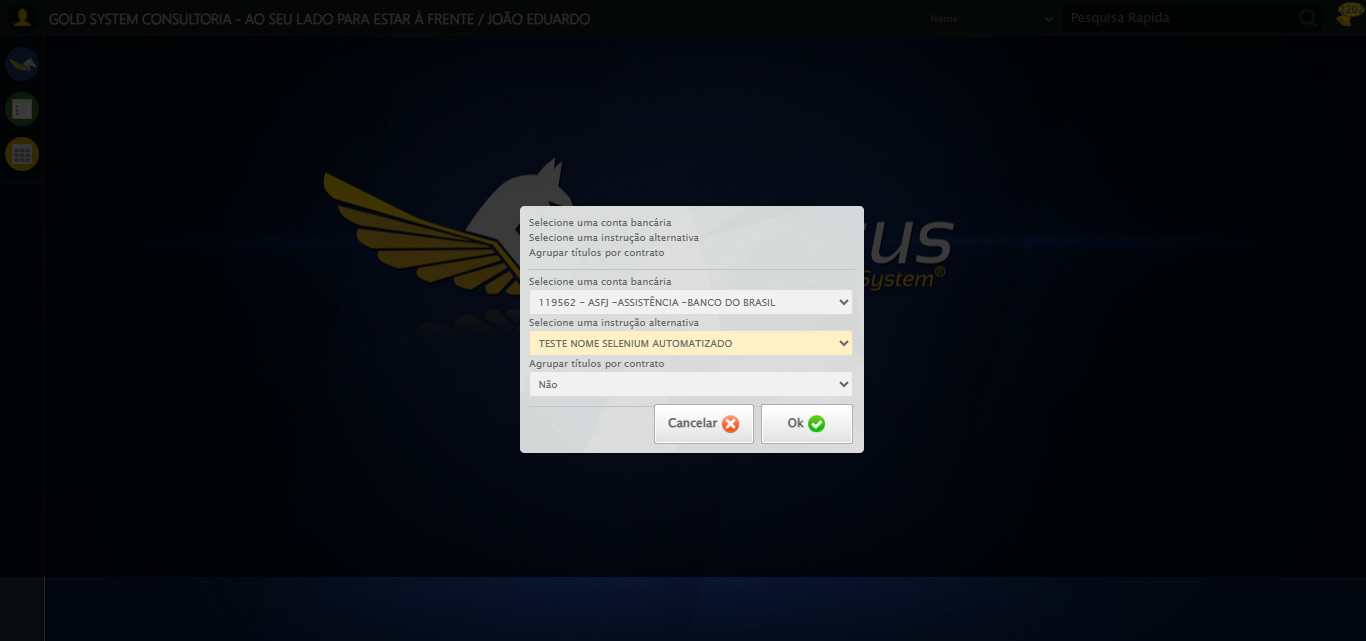 GOLD SYSTEM CONSULTORIA - AO SEU LADO PARA ESTAR À FRENTE / JOÃO EDUARDO
Nome
Pesquisa Rapida
2202
Selecione uma conta bancária
Selecione uma instrução alternativa
Agrupar títulos por contrato
Selecione uma conta bancária
119562 - ASFJ -ASSISTÊNCIA -BANCO DO BRASIL
Selecione uma instrução alternativa
TESTE NOME SELENIUM AUTOMATIZADO
Agrupar títulos por contrato
Não
Cancelar
Ok
us
System®